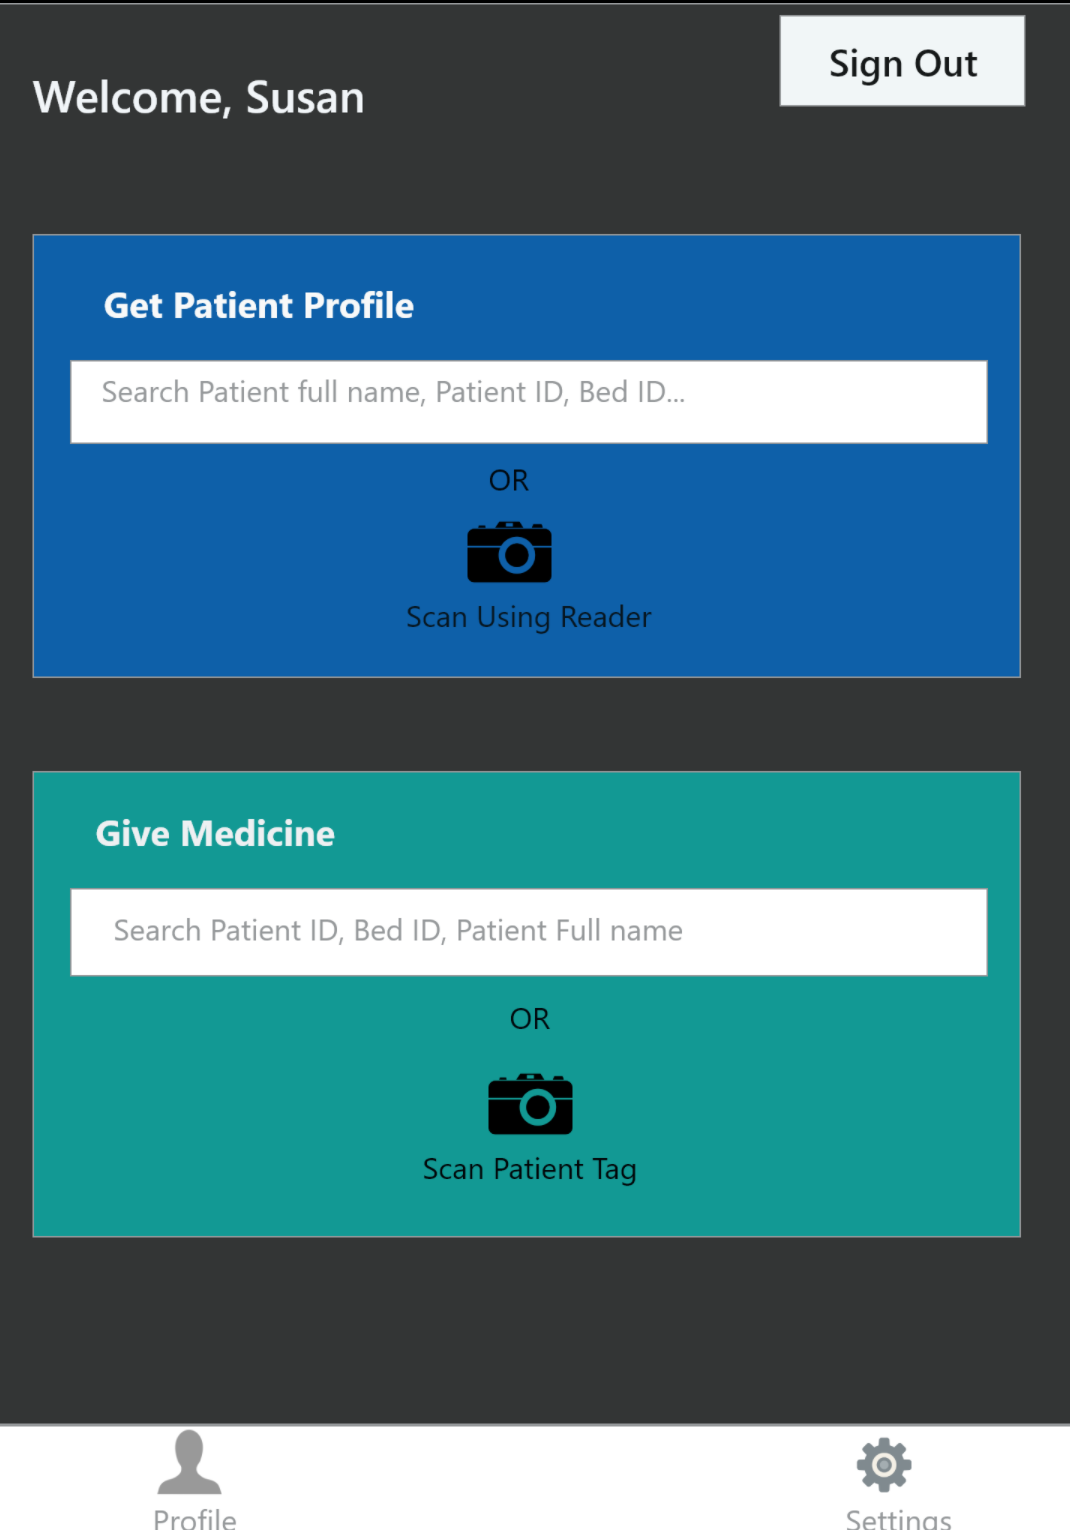 Sign Out
Welcome, Susan
Get Patient Profile
Search Patient full name, Patient ID, Bed ID...
OR
Scan Using Reader
Give Medicine
Search Patient ID, Bed ID, Patient Full name
OR
Scan Patient Tag
Profile
Settings